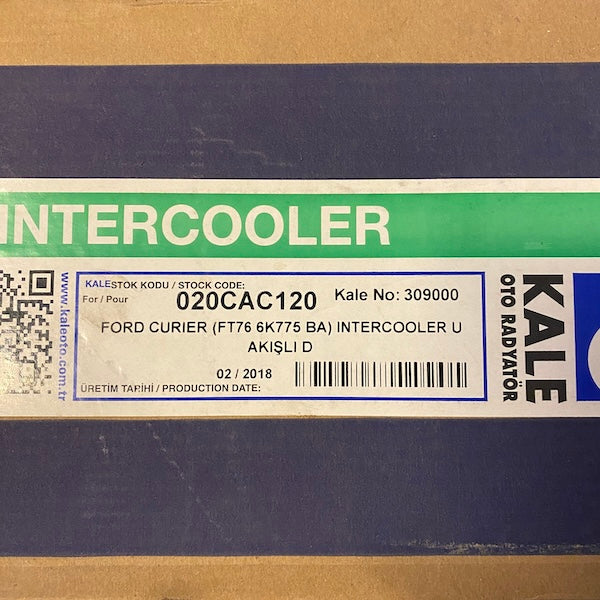 INTERCOOLER
KALESTOK KODU / STOCK CODE:
For / Pour
020CAC120
Kale No: 309000
FORD CURIER (FT76 6K775 BA) INTERCOOLER U
AKIŞLI D
02 / 2018
ÜRETİM TARİHİ / PRODUCTION DATE:
www.kaleoto.com.tr
KALE
OTO RADYATÖR